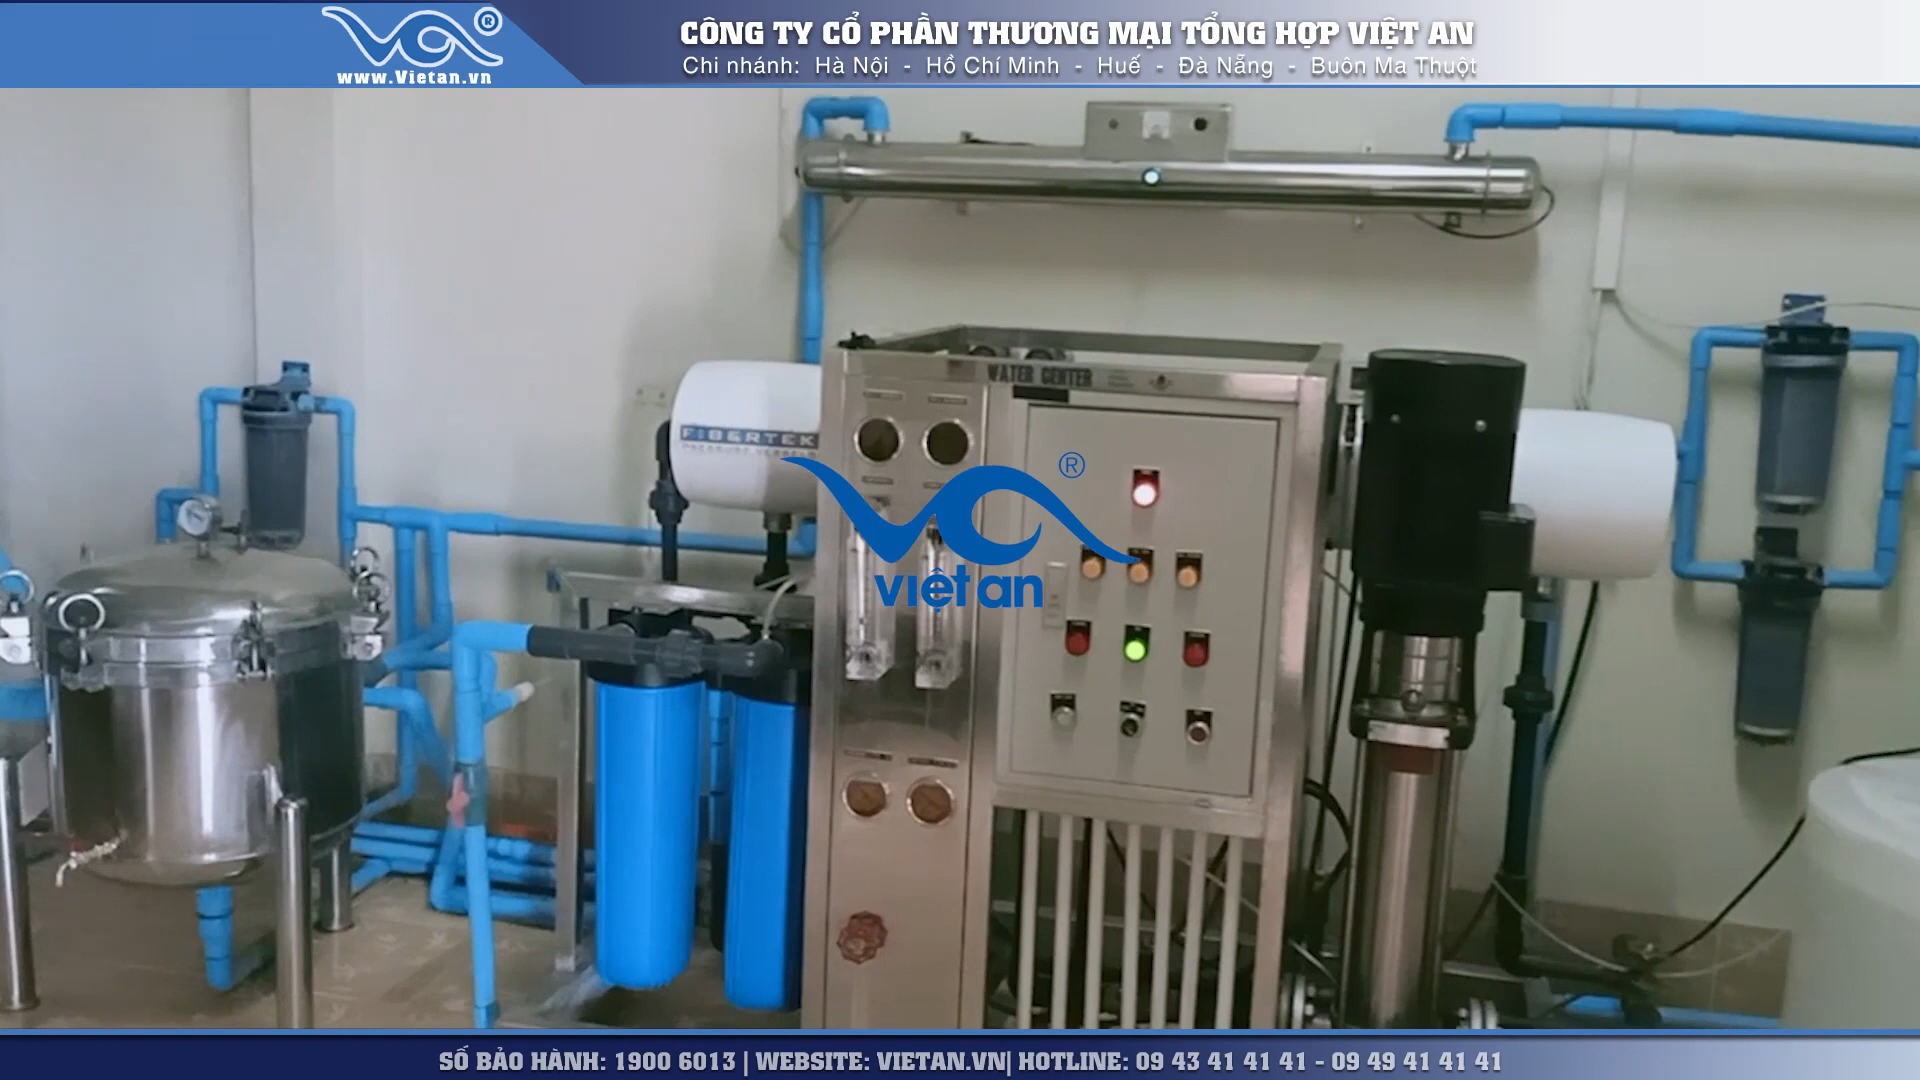 CÔNG TY CỔ PHẦN THƯƠNG MẠI TỔNG HỢP VIỆT AN
www.Vietan.vn
Chi nhánh: Hà Nội - Hồ Chí Minh - Huế - Đà Nẵng - Buôn Ma Thuột
WATER CENTER
FIBERTEK
PRESSURE VESSELS
®
việt an
SỐ BẢO HÀNH: 1900 6013 | WEBSITE: VIETAN.VN| HOTLINE: 09 43 41 41 41 - 09 49 41 41 41